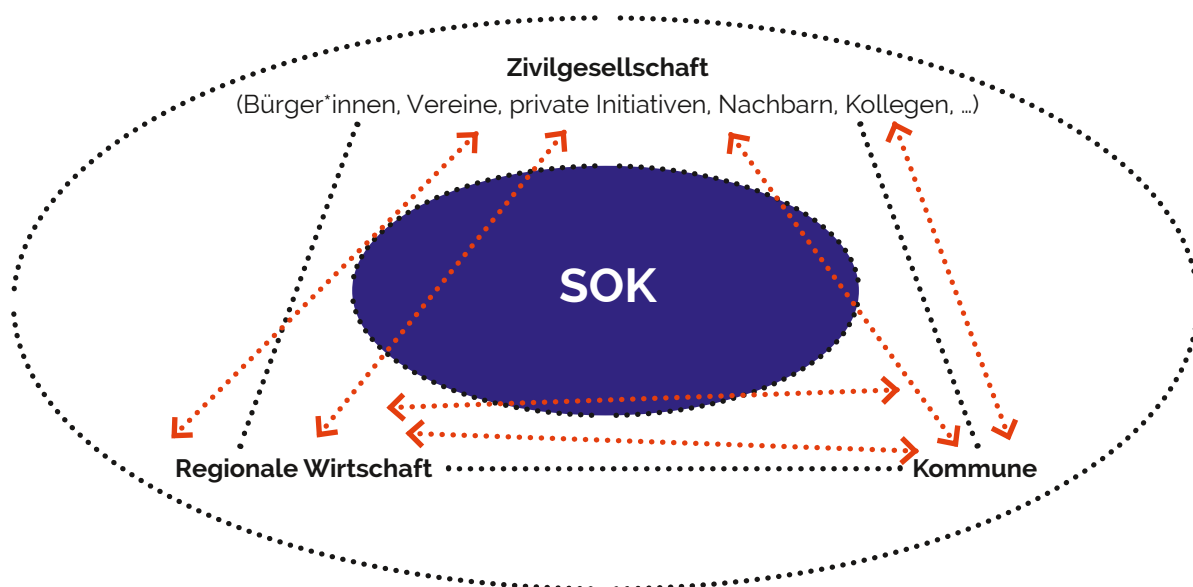 Zivilgesellschaft
(Bürger*innen, Vereine, private Initiativen, Nachbarn, Kollegen, …)
SOK
Regionale Wirtschaft
Kommune